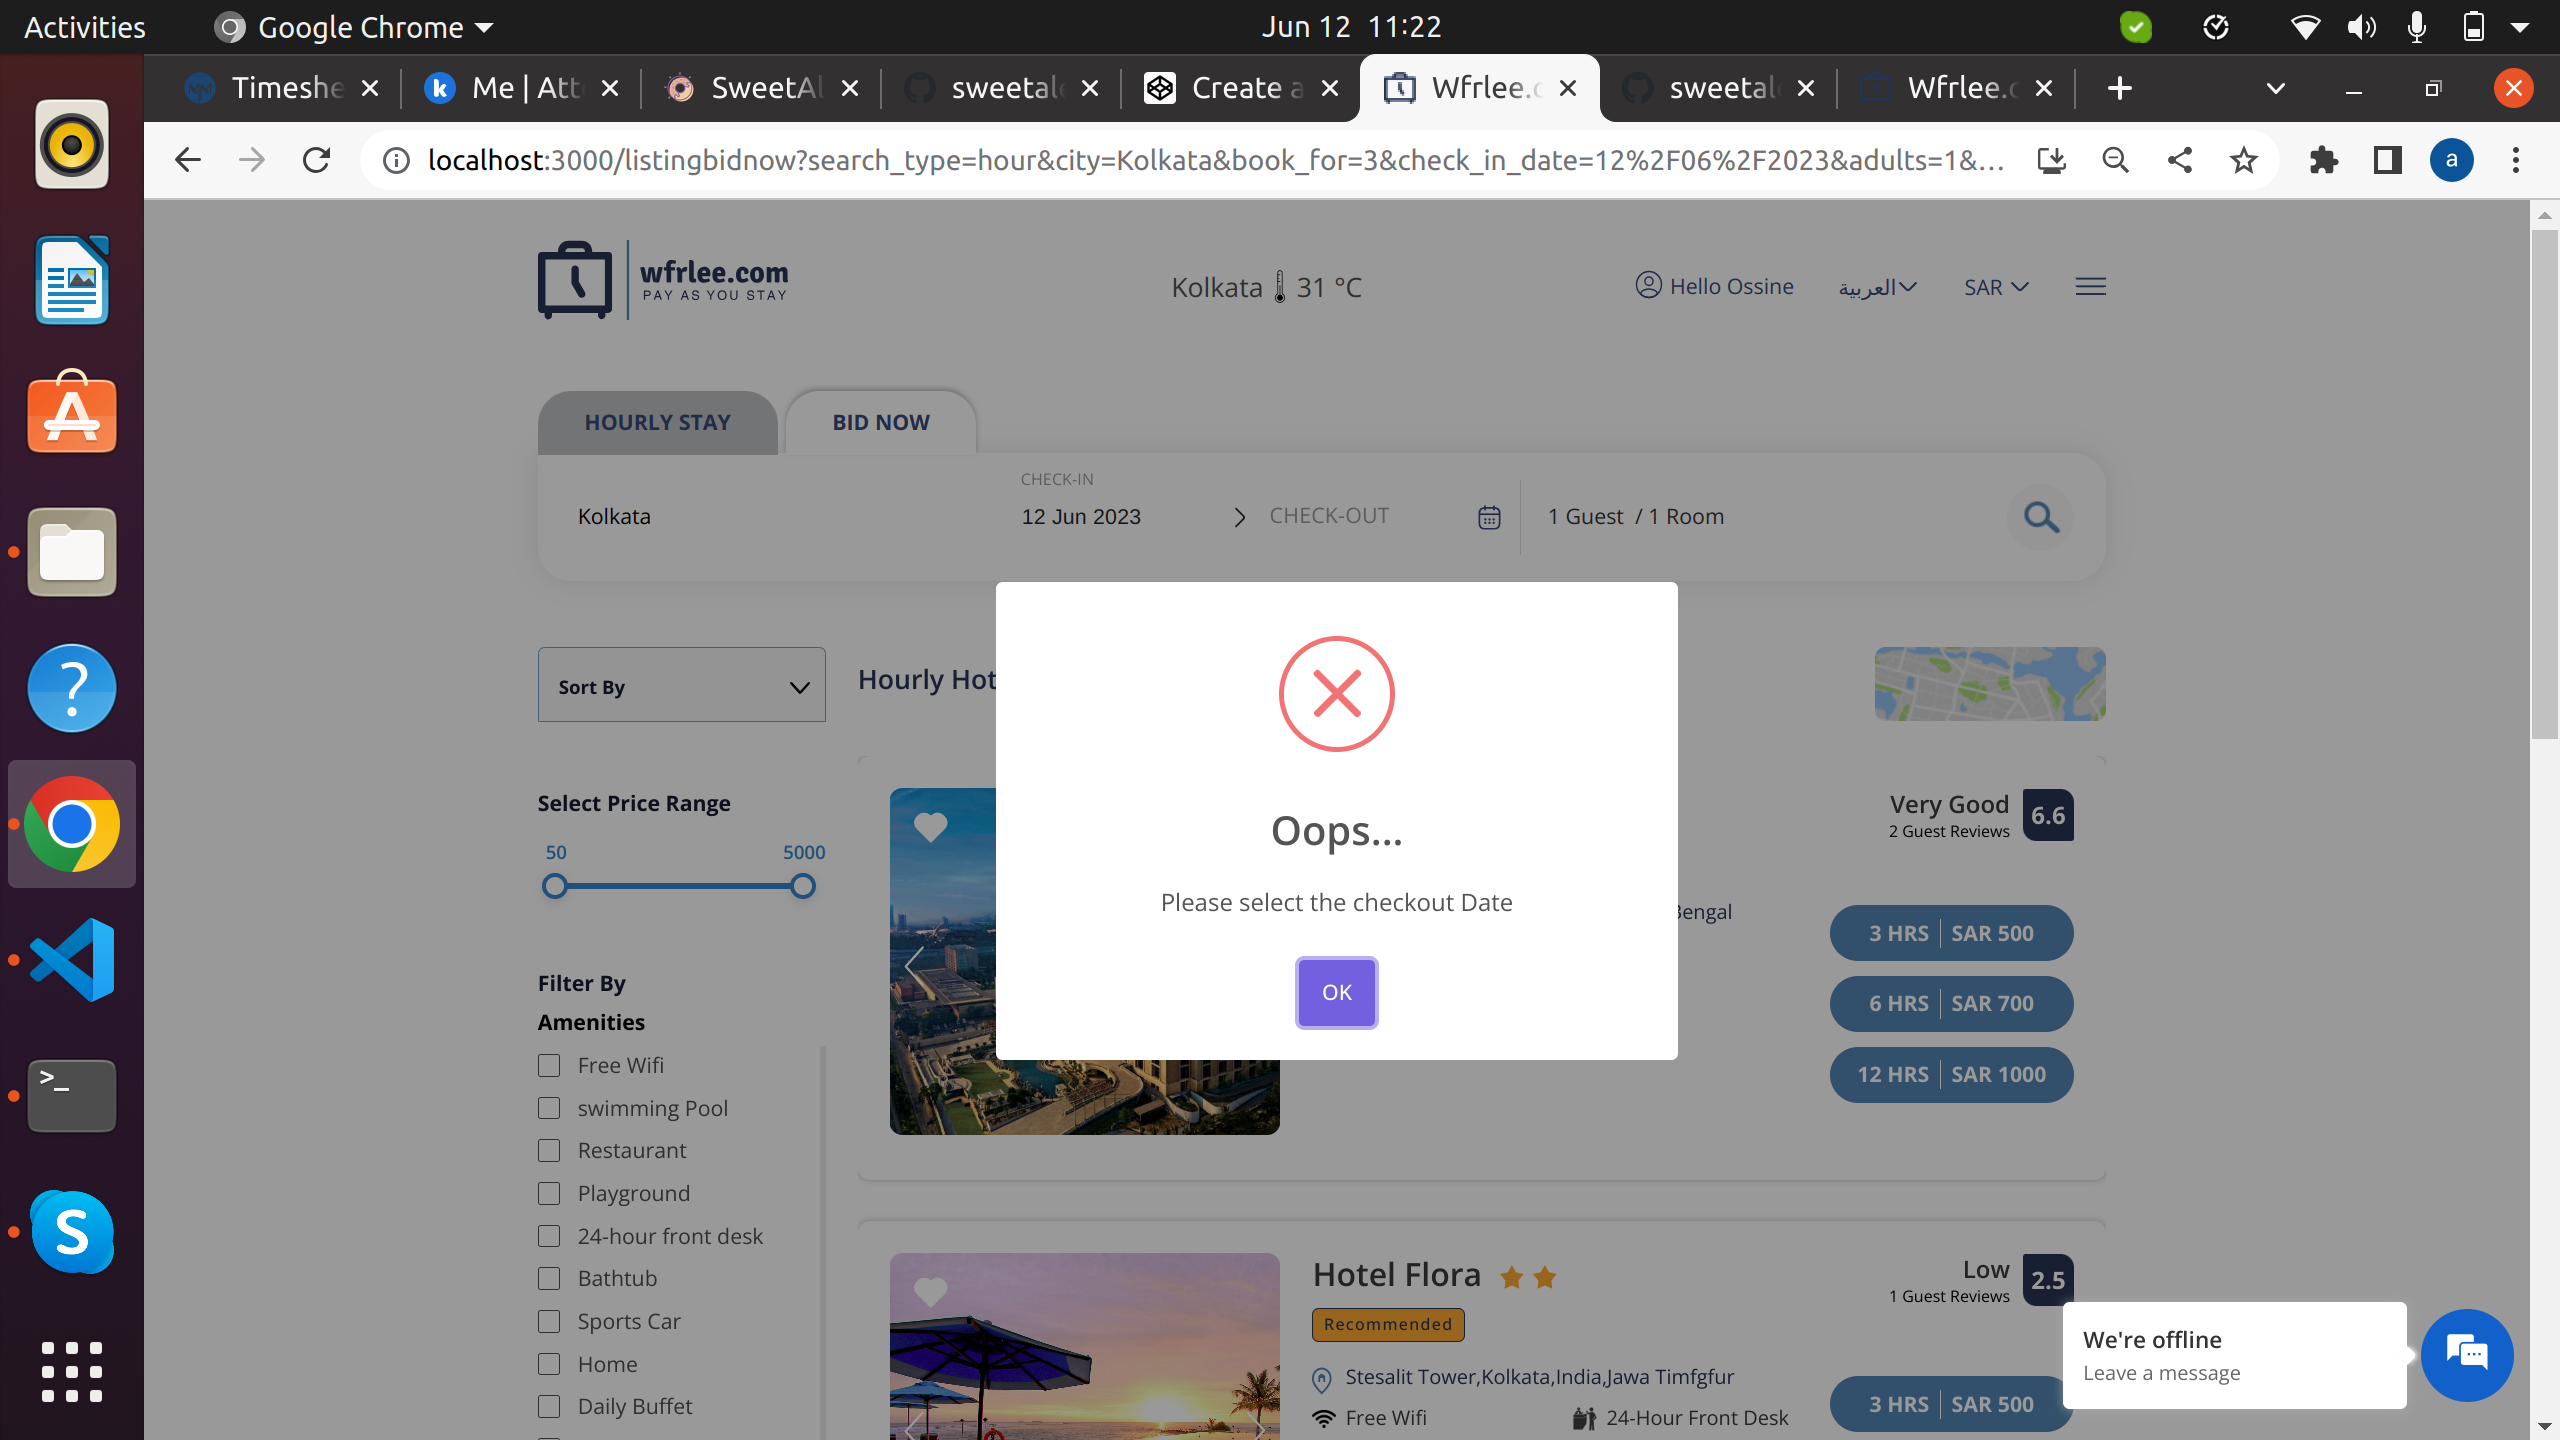 Activities
Google Chrome
Jun 12 11:22
Timeshe
Me | Att
SweetAl
sweetale
Create a
Wfrlee.c
sweetal
Wfrlee.c
localhost:3000/listingbidnow?search_type=hour&city=Kolkata&book_for=3&check_in_date=12%2F06%2F2023&adults=1&...
a
wfrlee.com
PAY AS YOU STAY
Kolkata 31 °C
Hello Ossine
العربية
SAR
HOURLY STAY
BID NOW
CHECK-IN
Kolkata
12 Jun 2023
CHECK-OUT
1 Guest / 1 Room
Sort By
Hourly Hot
Oops...
Please select the checkout Date
OK
Select Price Range
50
5000
Very Good
2 Guest Reviews
6.6
Bengal
3 HRS | SAR 500
6 HRS | SAR 700
12 HRS | SAR 1000
Filter By
Amenities
Free Wifi
swimming Pool
Restaurant
Playground
24-hour front desk
Bathtub
Sports Car
Home
Daily Buffet
Hotel Flora
Recommended
Stesalit Tower,Kolkata,India,Jawa Timfgfur
Free Wifi
24-Hour Front Desk
Low
1 Guest Reviews
2.5
3 HRS | SAR 500
We're offline
Leave a message